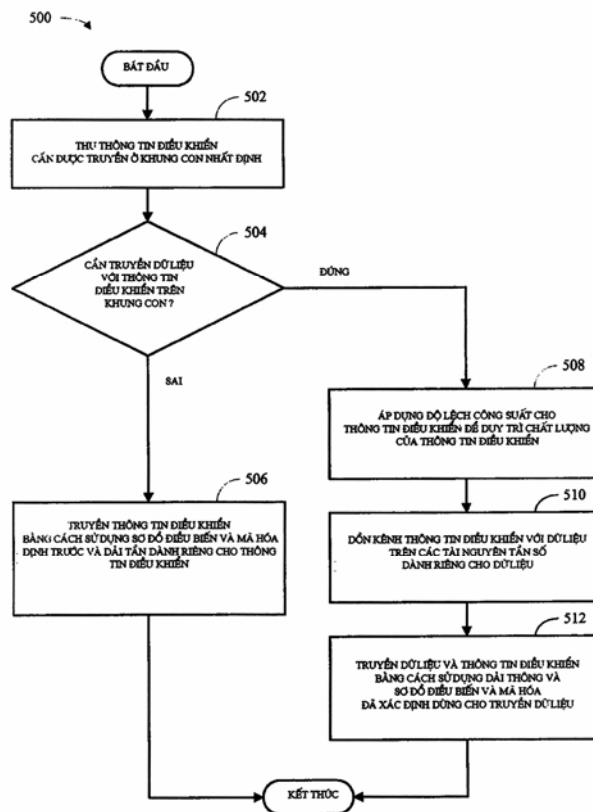 500
BẮT ĐẦU
502
THU THÔNG TIN ĐIỀU KHIỂN
CẦN ĐƯỢC TRUYỀN Ở KHUNG CON NHẤT ĐỊNH
504
CẦN TRUYỀN DỮ LIỆU
VỚI THÔNG TIN
ĐIỀU KHIỂN TRÊN
KHUNG CON ?
ĐÚNG
SAI
508
ÁP DỤNG ĐỘ LỆCH CÔNG SUẤT CHO
THÔNG TIN ĐIỀU KHIỂN ĐỂ DUY TRÌ CHẤT LƯỢNG
CỦA THÔNG TIN ĐIỀU KHIỂN
506
TRUYỀN THÔNG TIN ĐIỀU KHIỂN
BẰNG CÁCH SỬ DỤNG SƠ ĐỒ ĐIỀU BIẾN VÀ MÃ HÓA
ĐỊNH TRƯỚC VÀ DẢI TẦN DÀNH RIÊNG CHO THÔNG
TIN ĐIỀU KHIỂN
510
DỒN KÊNH THÔNG TIN ĐIỀU KHIỂN VỚI DỮ LIỆU
TRÊN CÁC TÀI NGUYÊN TẦN SỐ
DÀNH RIÊNG CHO DỮ LIỆU
512
TRUYỀN DỮ LIỆU VÀ THÔNG TIN ĐIỀU KHIỂN
BẰNG CÁCH SỬ DỤNG DẢI THÔNG VÀ
SƠ ĐỒ ĐIỀU BIẾN VÀ MÃ HÓA
ĐÃ XÁC ĐỊNH DÙNG CHO TRUYỀN DỮ LIỆU
KẾT THÚC